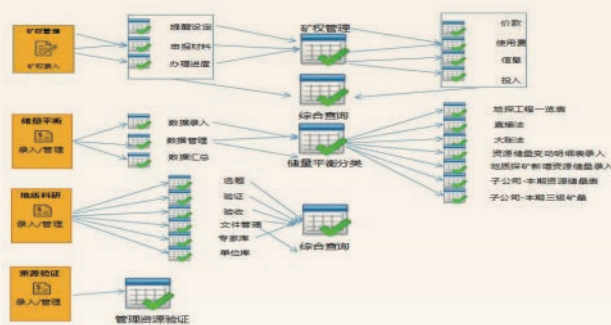 矿权管理
矿权录入
提醒设定
申报材料
办理进度
矿权管理
综合查询
价款
使用费
信息
投入
储量平衡
录入/管理
数据录入
数据管理
数据汇总
储量平衡分类
地探工程一览表
直编法
大账法
资源储量变动明细表录入
地质探矿新增资源储量录入
子公司-本期资源储量表
子公司-本期三级矿量
地质科研
录入/管理
选题
验证
验收
文件管理
专家库
单位库
综合查询
资源验证
录入/管理
管理资源验证